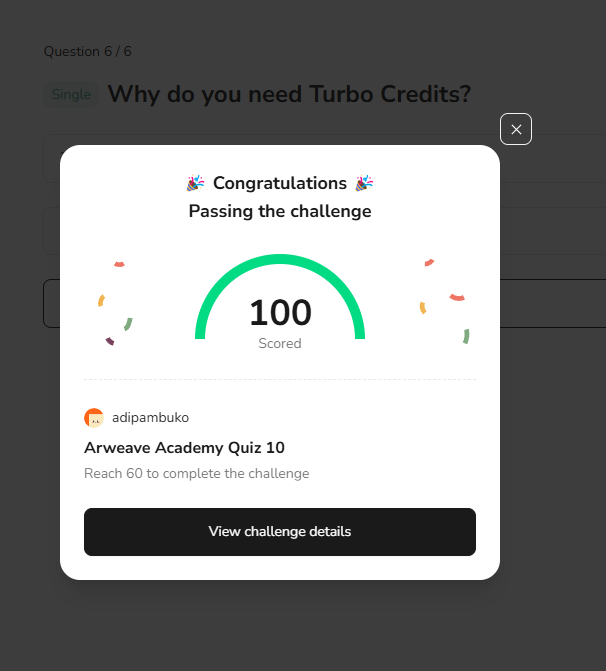 Question 6 / 6
Single
Why do you need Turbo Credits?
🎉 Congratulations 🎉
Passing the challenge
100
Scored
adipambuko
Arweave Academy Quiz 10
Reach 60 to complete the challenge
View challenge details